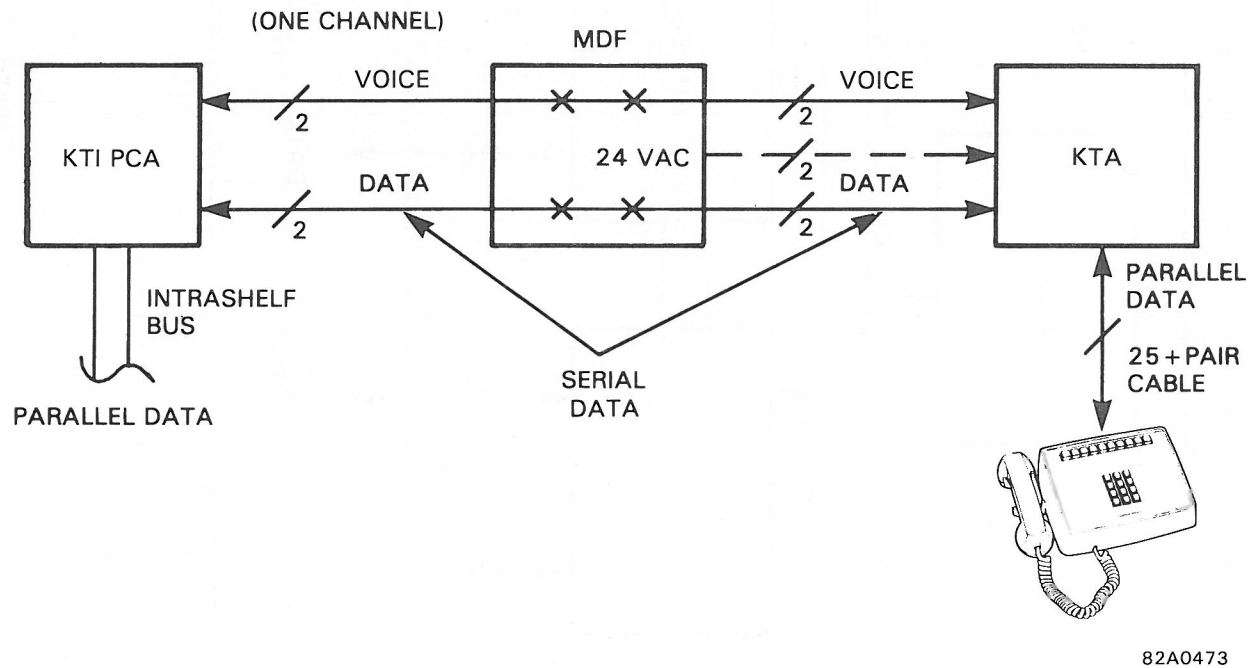 (ONE CHANNEL)
MDF
VOICE
VOICE
2
2
KTI PCA
24 VAC
2
KTA
DATA
DATA
2
2
INTRASHELF
BUS
PARALLEL
DATA
25+PAIR
CABLE
SERIAL
DATA
PARALLEL DATA
82A0473